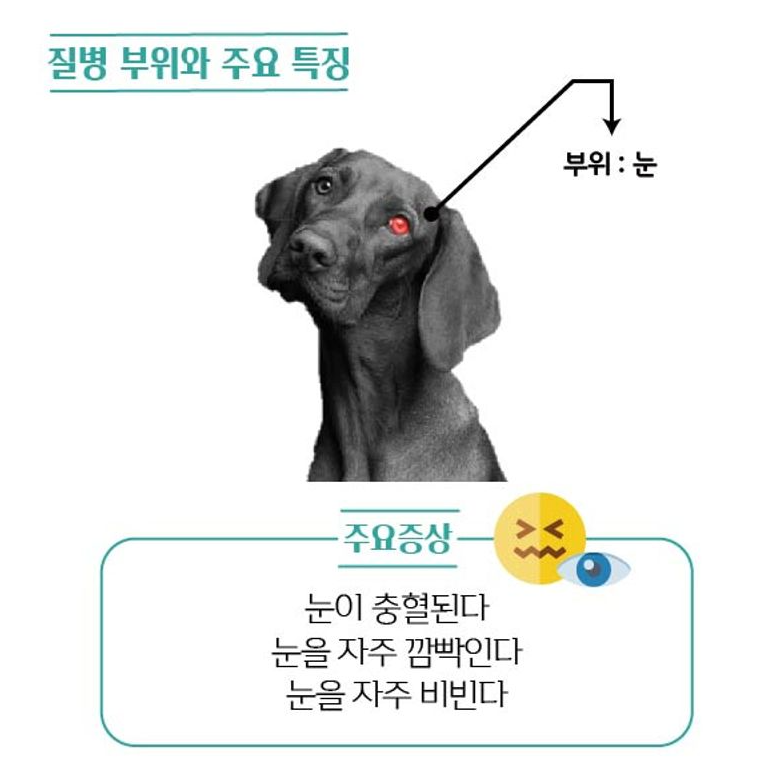 질병 부위와 주요 특징
부위 : 눈
주요증상
눈이 충혈된다
눈을 자주 깜빡인다
눈을 자주 비빈다